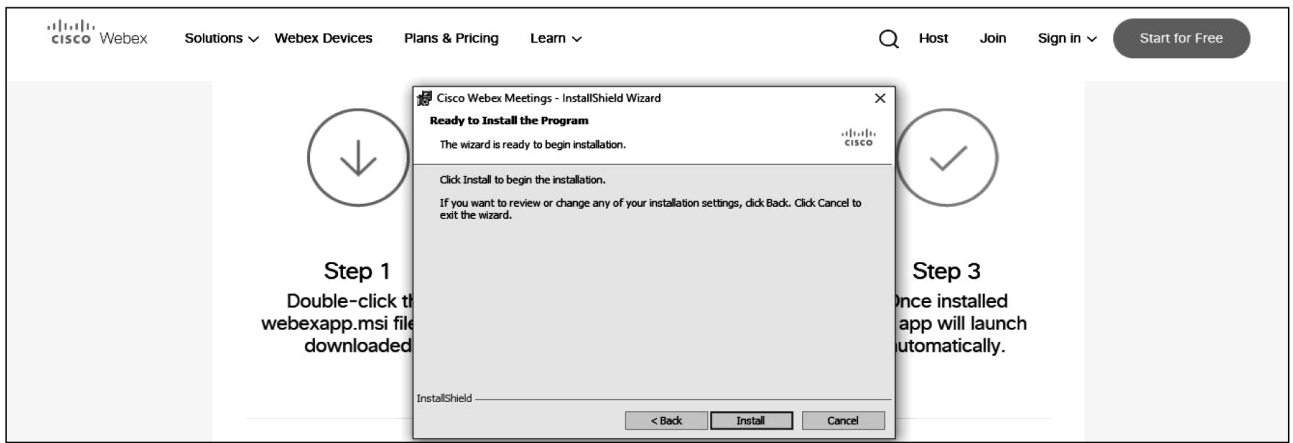 CISCO Webex Solutions Webex Devices Plans & Pricing Learn Host Join Sign in Start for Free
Cisco Webex Meetings - InstallShield Wizard
Ready to Install the Program
The wizard is ready to begin installation.
CISCO
Click Install to begin the installation.
If you want to review or change any of your installation settings, click Back. Click Cancel to
exit the wizard.
InstallShield
< Back Install Cancel
Step 1
Double-click
webexapp.msi
downloaded
Step 3
installed
app will launch